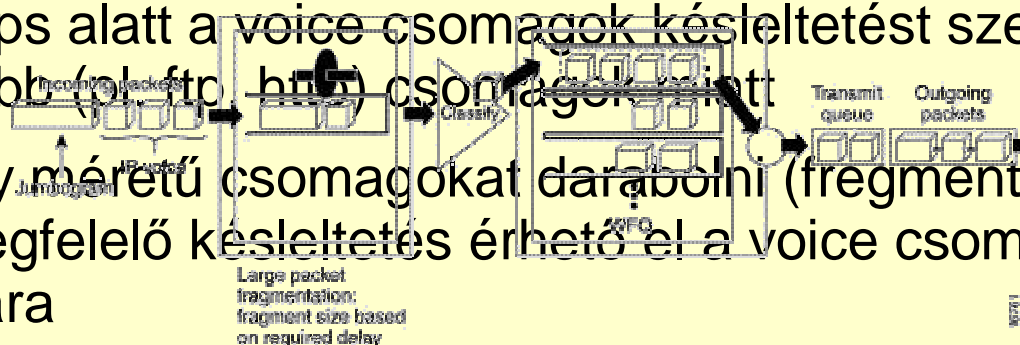 ps alatt a voice csomagok késleltetést sze
bb (pl. ftp, http) csomagok miatt
y méretű csomagokat darabolni (fregment
egfelelő késleltetés érhető el a voice csom
ára
Incoming packets
Jumbogram
IP voice
Classify
WFQ
Transmit
queue
Outgoing
packets
Large packet
fragmentation:
fragment size based
on required delay